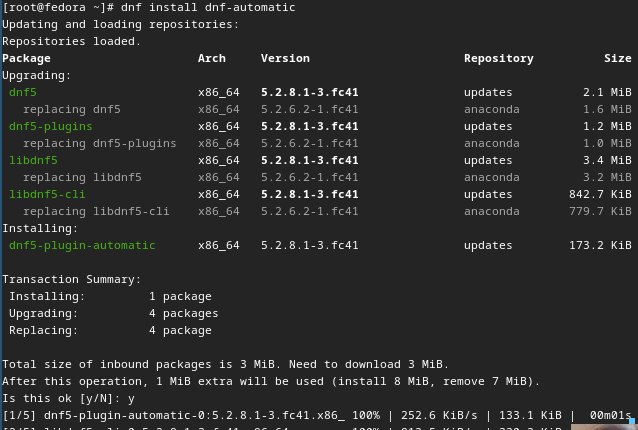 [root@fedora ~]# dnf install dnf-automatic
Updating and loading repositories:
Repositories loaded.
Package Arch Version Repository Size
Upgrading:
dnf5 x86_64 5.2.8.1-3.fc41 updates 2.1 MiB
replacing dnf5 x86_64 5.2.6.2-1.fc41 anaconda 1.6 MiB
dnf5-plugins x86_64 5.2.8.1-3.fc41 updates 1.2 MiB
replacing dnf5-plugins x86_64 5.2.6.2-1.fc41 anaconda 1.0 MiB
libdnf5 x86_64 5.2.8.1-3.fc41 updates 3.4 MiB
replacing libdnf5 x86_64 5.2.6.2-1.fc41 anaconda 3.2 MiB
libdnf5-cli x86_64 5.2.8.1-3.fc41 updates 842.7 KiB
replacing libdnf5-cli x86_64 5.2.6.2-1.fc41 anaconda 779.7 KiB
Installing:
dnf5-plugin-automatic x86_64 5.2.8.1-3.fc41 updates 173.2 KiB
Transaction Summary:
Installing: 1 package
Upgrading: 4 packages
Replacing: 4 package
Total size of inbound packages is 3 MiB. Need to download 3 MiB.
After this operation, 1 MiB extra will be used (install 8 MiB, remove 7 MiB).
Is this ok [y/N]: y
[1/5] dnf5-plugin-automatic-0:5.2.8.1-3.fc41.x86_ 100% | 252.6 KiB/s | 133.1 KiB | 00m01s